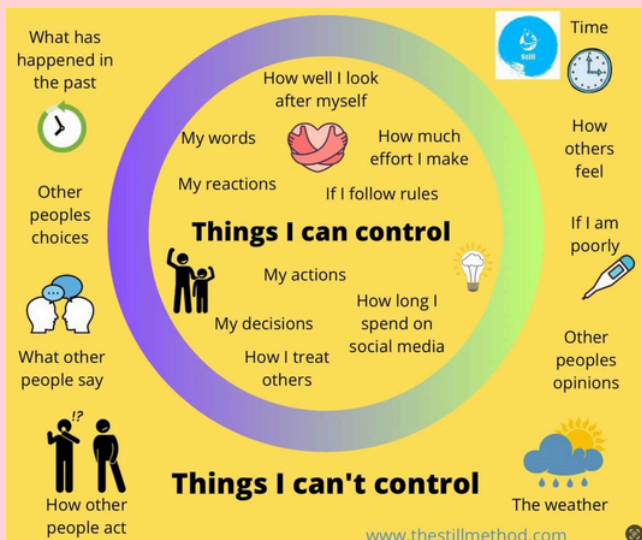 What has
happened in
the past
Still
Time
How well I look
after myself
My words
How much
effort I make
How
others
feel
My reactions
If I follow rules
Other
peoples
choices
If I am
poorly
Things I can control
My actions
How long I
spend on
social media
My decisions
How I treat
others
What other
people say
Other
peoples
opinions
!?
How other
people act
Things I can't control
The weather
www.thestillmethod.com